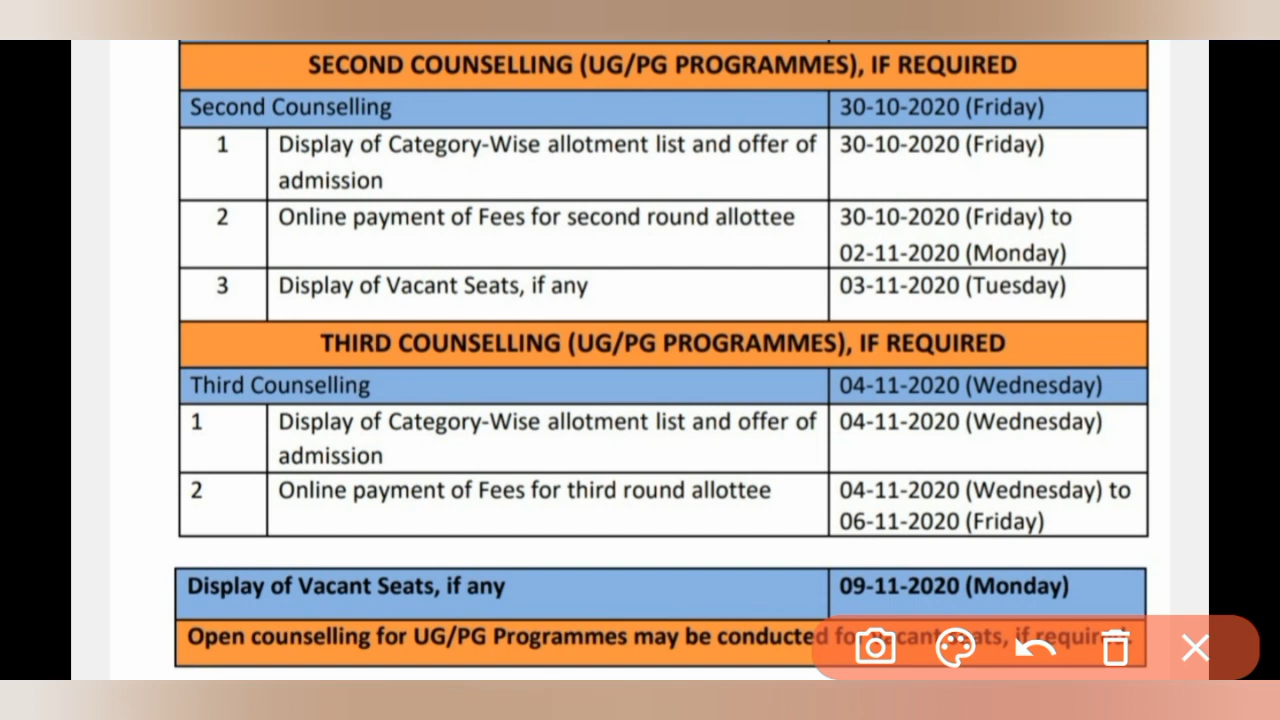 SECOND COUNSELLING (UG/PG PROGRAMMES), IF REQUIRED
Second Counselling 30-10-2020 (Friday)
1 Display of Category-Wise allotment list and offer of 30-10-2020 (Friday)
admission
2 Online payment of Fees for second round allottee 30-10-2020 (Friday) to
02-11-2020 (Monday)
3 Display of Vacant Seats, if any 03-11-2020 (Tuesday)
THIRD COUNSELLING (UG/PG PROGRAMMES), IF REQUIRED
Third Counselling 04-11-2020 (Wednesday)
1 Display of Category-Wise allotment list and offer of 04-11-2020 (Wednesday)
admission
2 Online payment of Fees for third round allottee 04-11-2020 (Wednesday) to
06-11-2020 (Friday)
Display of Vacant Seats, if any 09-11-2020 (Monday)
Open counselling for UG/PG Programmes may be conducted for vacant seats, if required.